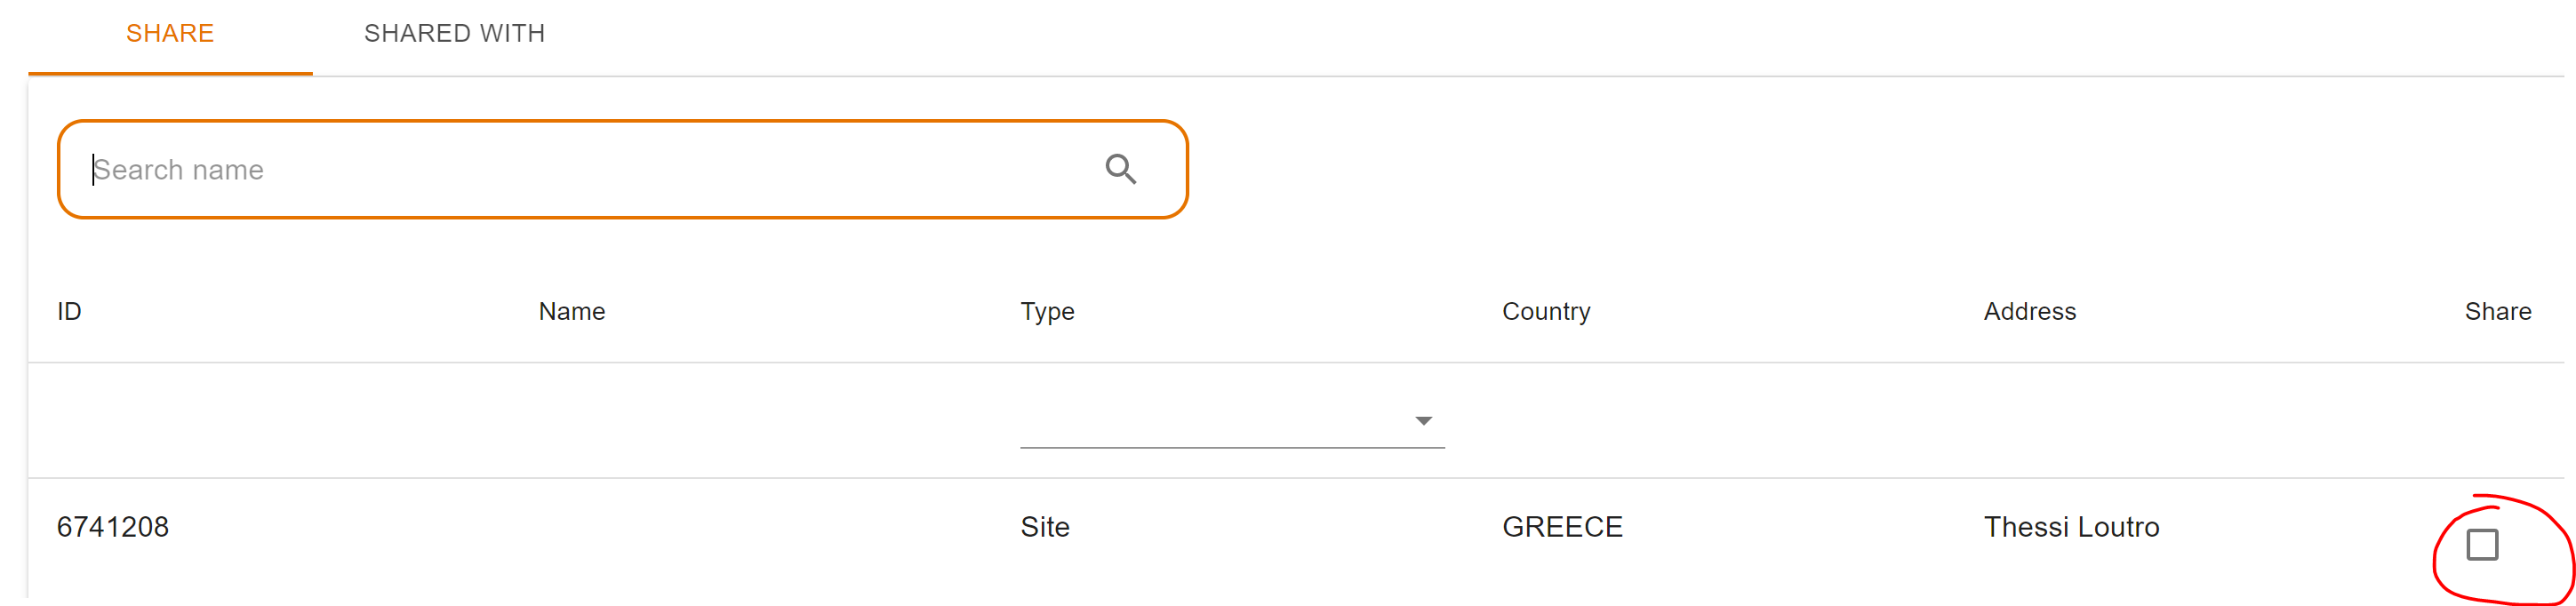 SHARE SHARED WITH
Search name
ID Name Type Country Address Share
6741208 Site GREECE Thessi Loutro